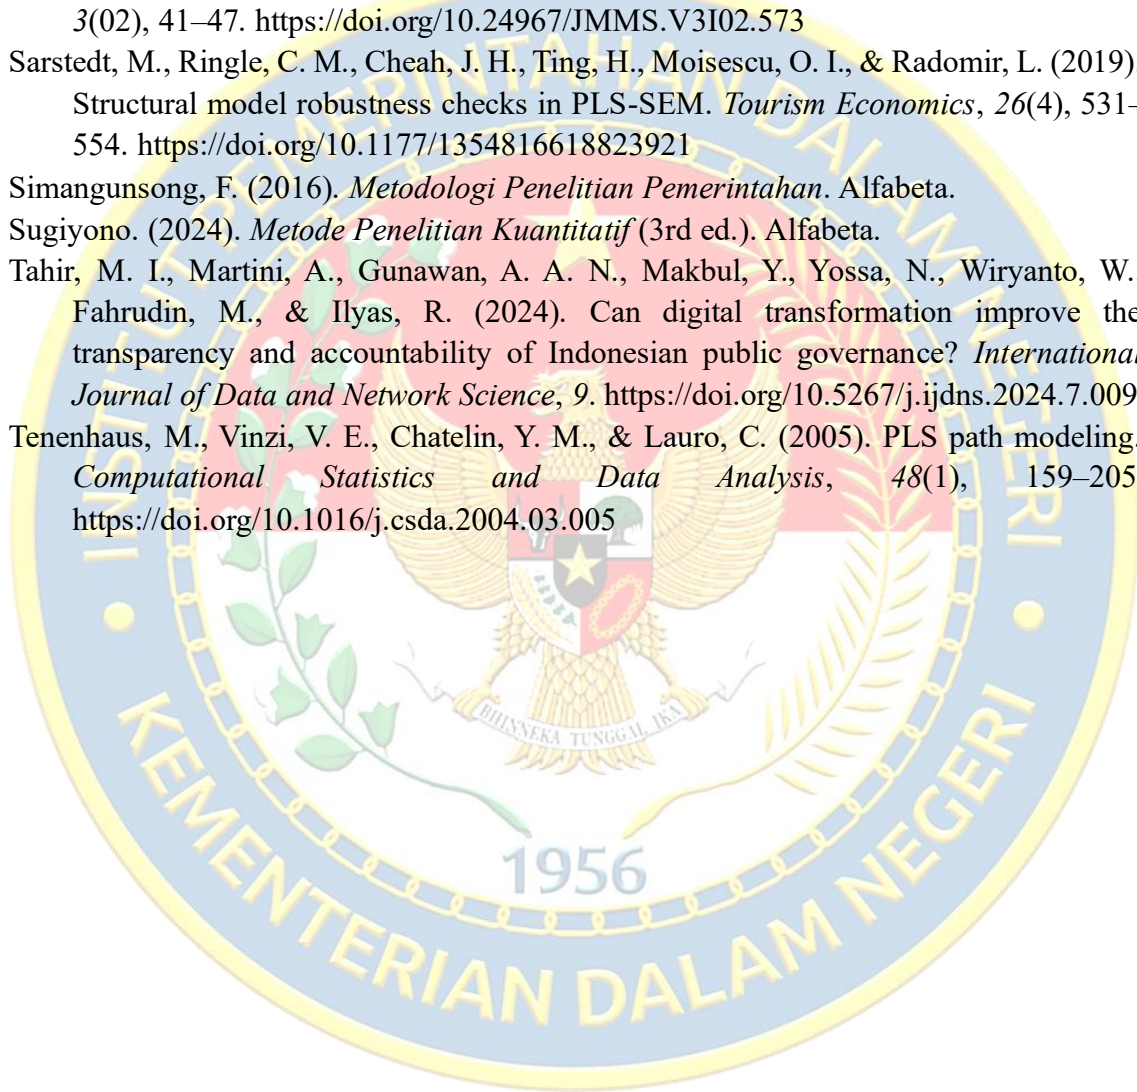 3(02), 41–47. https://doi.org/10.24967/JMMS.V3I02.573
Sarstedt, M., Ringle, C. M., Cheah, J. H., Ting, H., Moisescu, O. I., & Radomir, L. (2019).
Structural model robustness checks in PLS-SEM. Tourism Economics, 26(4), 531–
554. https://doi.org/10.1177/1354816618823921
Simangunsong, F. (2016). Metodologi Penelitian Pemerintahan. Alfabeta.
Sugiyono. (2024). Metode Penelitian Kuantitatif (3rd ed.). Alfabeta.
Tahir, M. I., Martini, A., Gunawan, A. A. N., Makbul, Y., Yossa, N., Wiryanto, W.,
Fahrudin, M., & Ilyas, R. (2024). Can digital transformation improve the
transparency and accountability of Indonesian public governance? International
Journal of Data and Network Science, 9. https://doi.org/10.5267/j.ijdns.2024.7.009
Tenenhaus, M., Vinzi, V. E., Chatelin, Y. M., & Lauro, C. (2005). PLS path modeling.
Computational Statistics and Data Analysis, 48(1), 159–205.
https://doi.org/10.1016/j.csda.2004.03.005
INSTITUT PEMERINTAHAN DALAM NEGERI
BHINNEKA TUNGGAL IKA
1956
KEMENTERIAN DALAM NEGERI